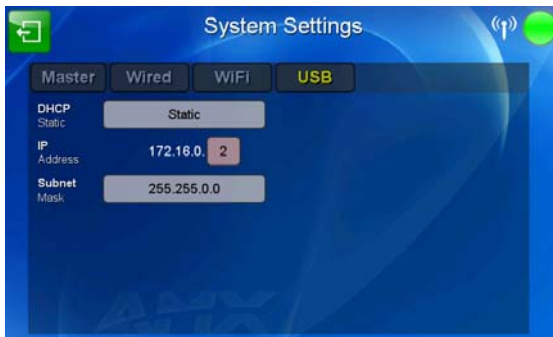 System Settings
Master Wired WiFi USB
DHCP
Static Static
IP
Address 172.16.0. 2
Subnet
Mask 255.255.0.0
AMX